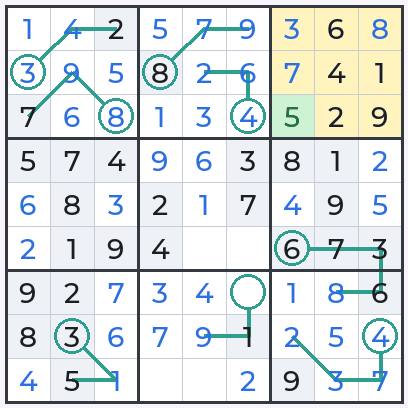 1 4 2 5 7 9 3 6 8
3 9 5 8 2 6 7 4 1
7 6 8 1 3 4 5 2 9
5 7 4 9 6 3 8 1 2
6 8 3 2 1 7 4 9 5
2 1 9 4 6 7 3
9 2 7 3 4 1 8 6
8 3 6 7 9 1 2 5 4
4 5 1 2 9 3 7